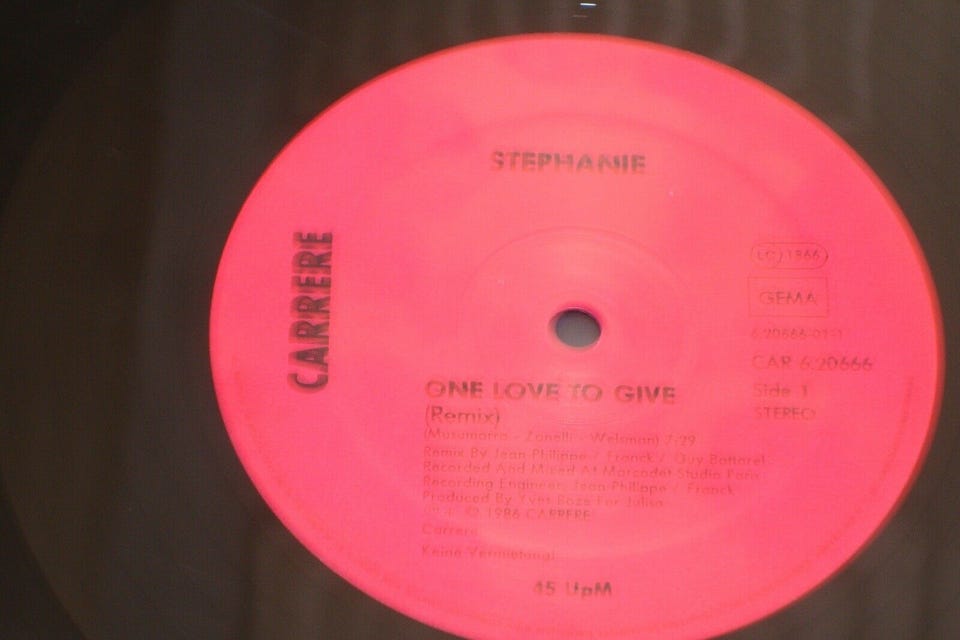 STEPHANIE
CARRERE
LC 1866
GEMA
6.20666-01-1
CAR 6.20666
Side 1
STEREO
ONE LOVE TO GIVE
(Remix)
(Musumarra - Zanelli - Welsman) 7:29
Remix By Jean-Philippe / Franck / Guy Battarel
Recorded And Mixed At Marcadet Studio Paris
Recording Engineers Jean-Philippe / Franck
Produced By Yves Roze For Julisa
© 1986 CARRERE
Carrere
Keine Vermietung!
45 UpM